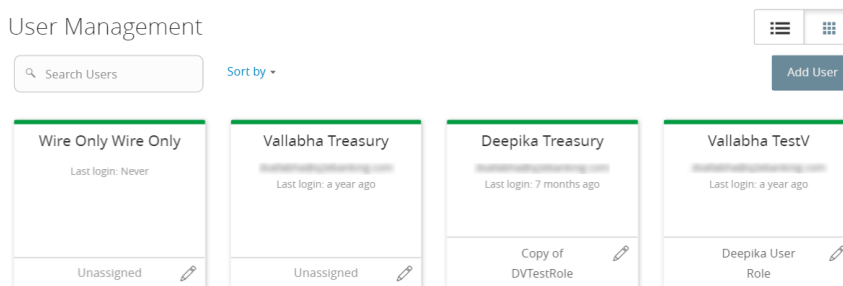 User Management
Search Users
Sort by
Add User
Wire Only Wire Only
Last login: Never
Unassigned
Vallabha Treasury
Last login: a year ago
Unassigned
Deepika Treasury
Last login: 7 months ago
Copy of
DVTestRole
Vallabha TestV
Last login: a year ago
Deepika User
Role